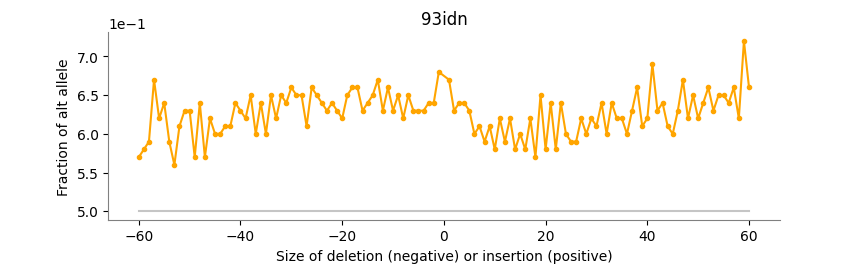 93idn
1e−1
7.0
6.5
6.0
5.5
5.0
Fraction of alt allele
−60 −40 −20 0 20 40 60
Size of deletion (negative) or insertion (positive)